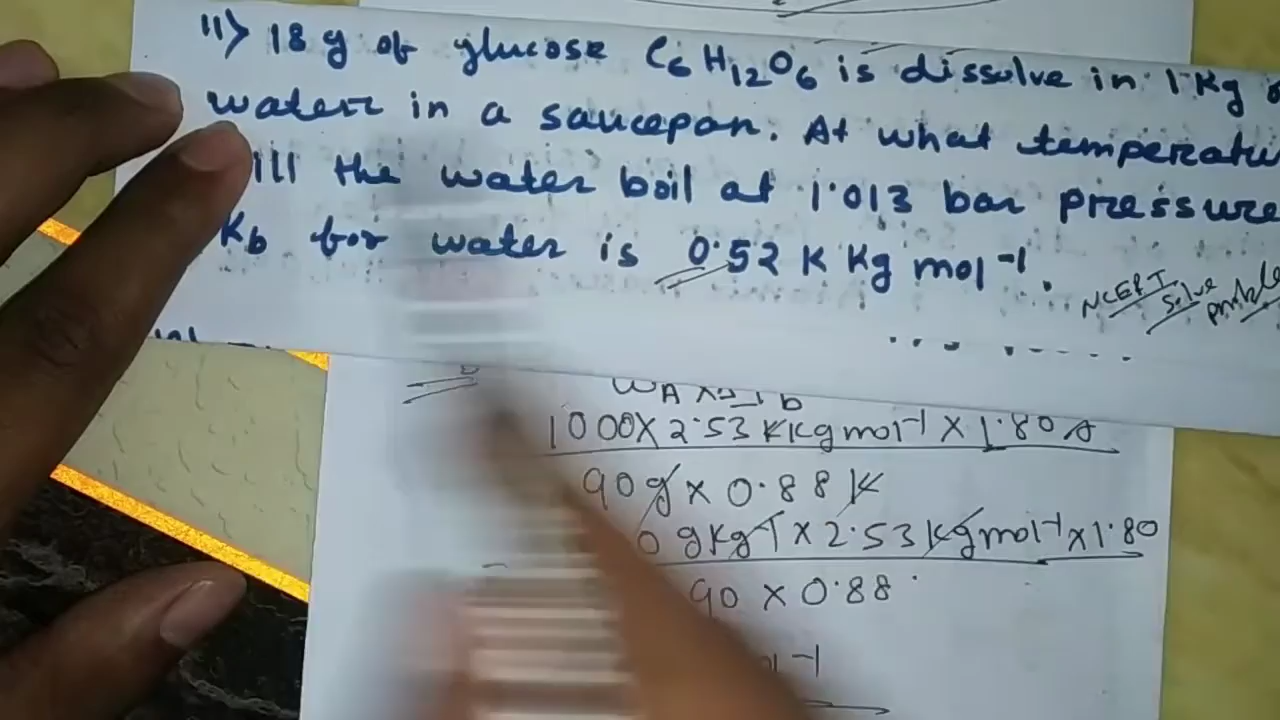 11> 18 g of glucose C6H12O6 is dissolve in 1 Kg
water in a saucepan. At what
ill the water boil at 1.013 bar pressure
Kb for water is 0.52 K Kg mol⁻¹.
NCERT
Solve
1000 X 2.53 K Kg mol⁻¹ X 1.80 g
90 g x 0.88 K
0 g Kg⁻¹ X 2.53 Kg mol⁻¹ x 1.80
90 X 0.88